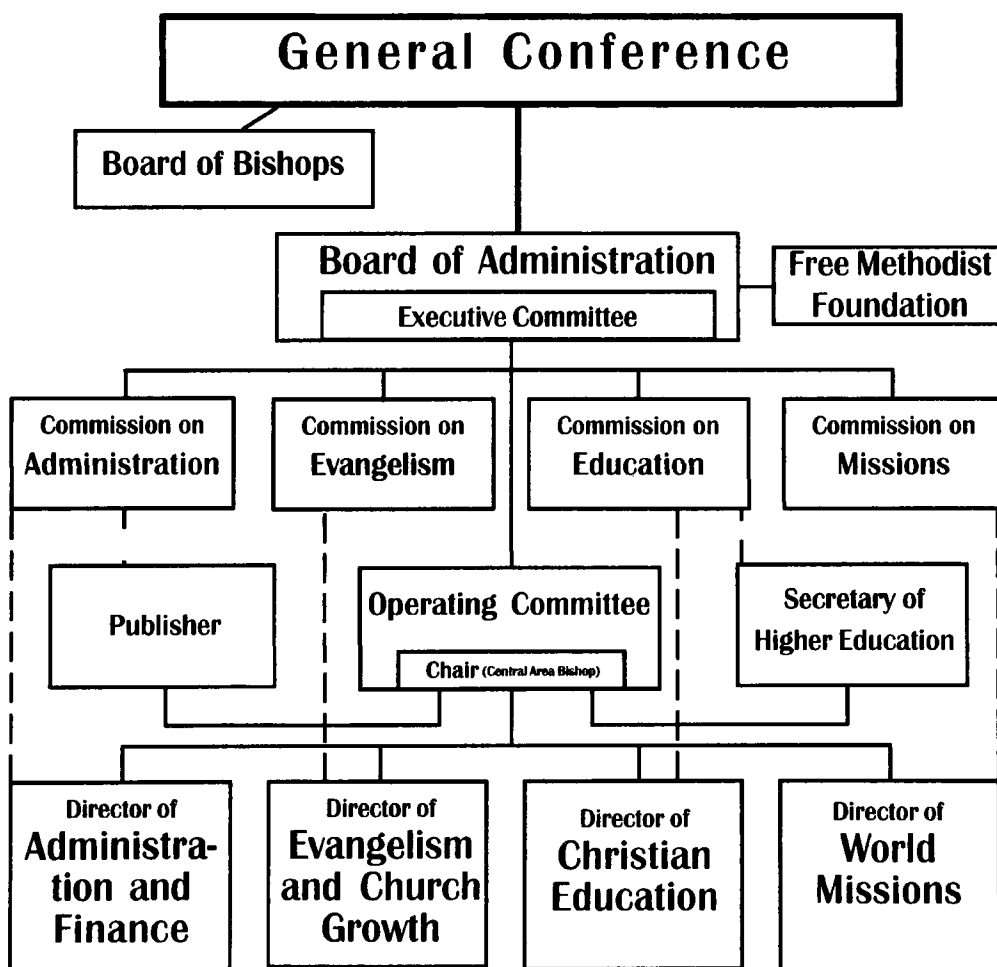 General Conference
Board of Bishops
Board of Administration
Executive Committee
Free Methodist
Foundation
Commission on
Administration
Commission on
Evangelism
Commission on
Education
Commission on
Missions
Publisher
Operating Committee
Chair (Central Area Bishop)
Secretary of
Higher Education
Director of
Administra-
tion and
Finance
Director of
Evangelism
and Church
Growth
Director of
Christian
Education
Director of
World
Missions